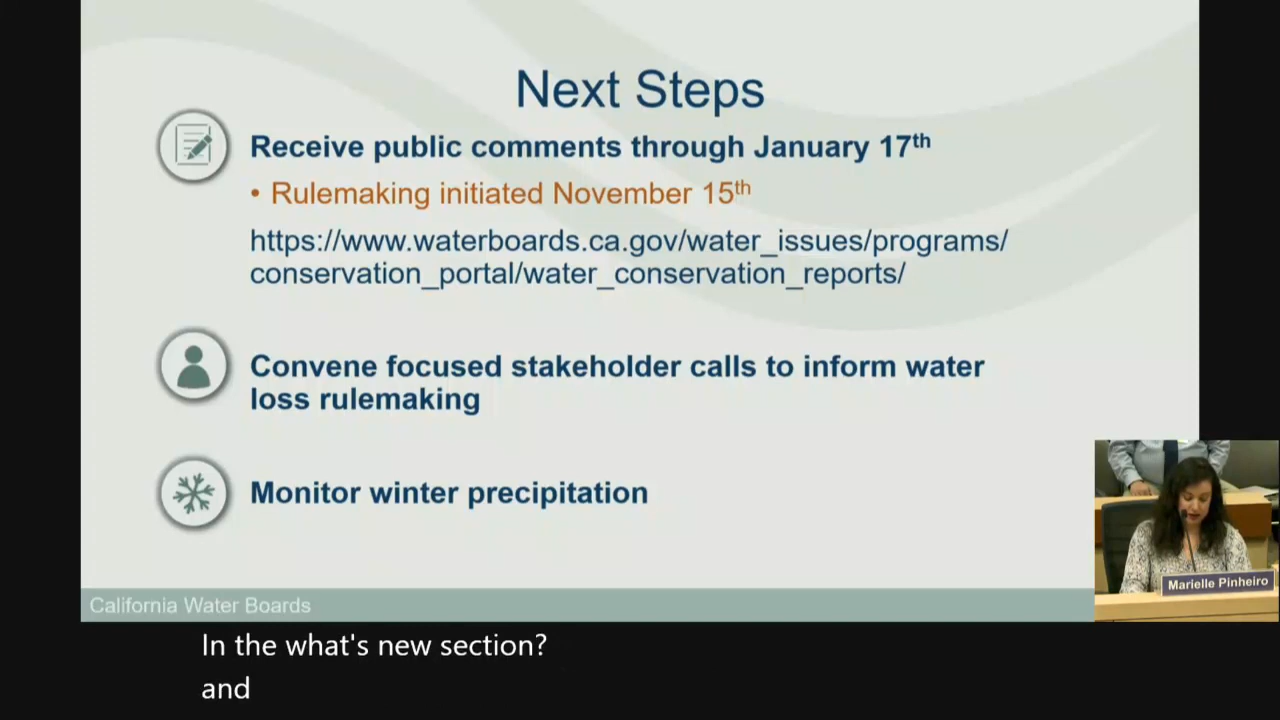 Next Steps
Receive public comments through January 17th
• Rulemaking initiated November 15th
https://www.waterboards.ca.gov/water_issues/programs/
conservation_portal/water_conservation_reports/
Convene focused stakeholder calls to inform water
loss rulemaking
Monitor winter precipitation
Marielle Pinheiro
California Water Boards
In the what's new section?
and